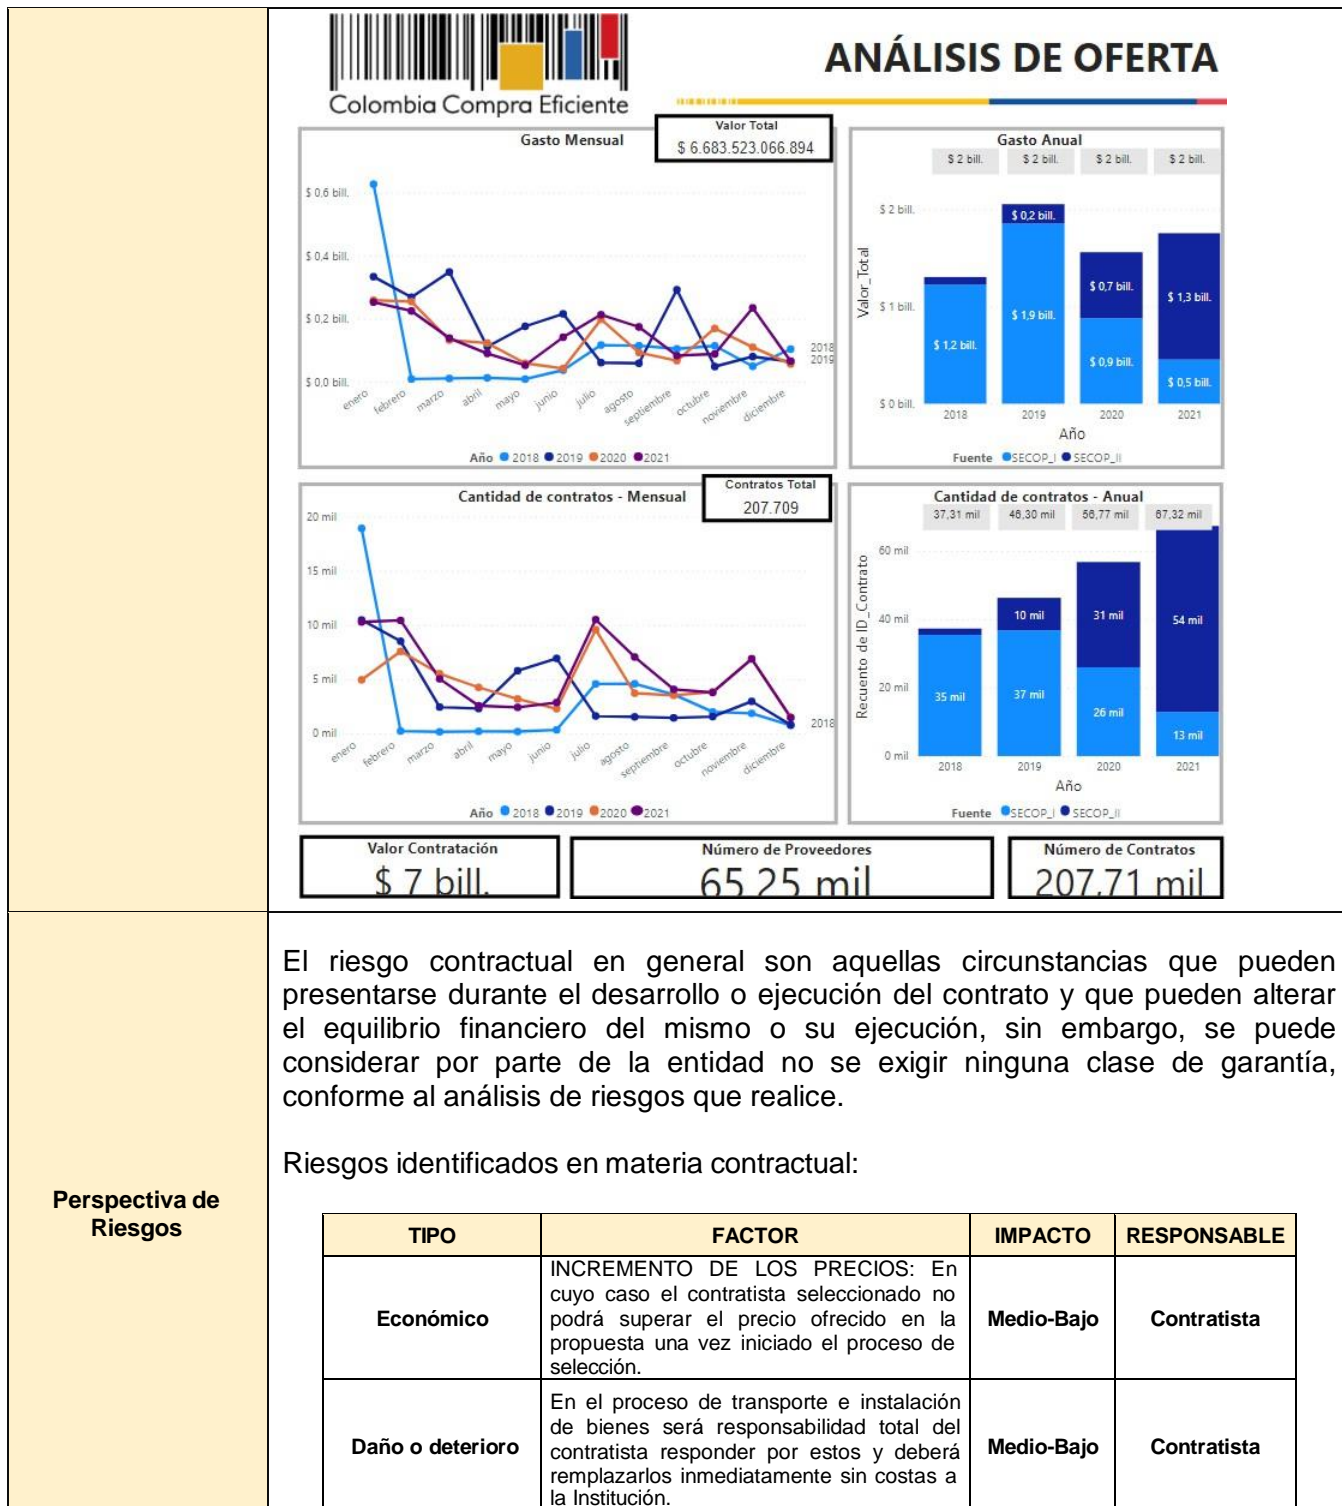 Colombia Compra Eficiente
ANÁLISIS DE OFERTA
Gasto Mensual
Valor Total
$ 6.683.523.066.894
$ 0,6 bill.
$ 0,4 bill.
$ 0,2 bill.
$ 0,0 bill.
2018
2019
enero febrero marzo abril mayo junio julio agosto septiembre octubre noviembre diciembre
Año 2018 2019 2020 2021
Gasto Anual
$ 2 bill. $ 2 bill. $ 2 bill. $ 2 bill.
Valor_Total
$ 2 bill.
$ 1 bill.
$ 0 bill.
$ 0,2 bill.
$ 0,7 bill.
$ 1,3 bill.
$ 1,2 bill.
$ 1,9 bill.
$ 0,9 bill.
$ 0,5 bill.
2018 2019 2020 2021
Año
Fuente SECOP_I SECOP_II
Cantidad de contratos - Mensual
Contratos Total
207.709
20 mil
15 mil
10 mil
5 mil
0 mil
2018
enero febrero marzo abril mayo junio julio agosto septiembre octubre noviembre diciembre
Año 2018 2019 2020 2021
Cantidad de contratos - Anual
37,31 mil 46,30 mil 56,77 mil 67,32 mil
Recuento de ID_Contrato
60 mil
40 mil
20 mil
0 mil
10 mil
31 mil
54 mil
35 mil
37 mil
26 mil
13 mil
2018 2019 2020 2021
Año
Fuente SECOP_I SECOP_II
Valor Contratación
$ 7 bill.
Número de Proveedores
65,25 mil
Número de Contratos
207,71 mil
Perspectiva de
Riesgos
El riesgo contractual en general son aquellas circunstancias que pueden
presentarse durante el desarrollo o ejecución del contrato y que pueden alterar
el equilibrio financiero del mismo o su ejecución, sin embargo, se puede
considerar por parte de la entidad no se exigir ninguna clase de garantía,
conforme al análisis de riesgos que realice.
Riesgos identificados en materia contractual:
TIPO FACTOR IMPACTO RESPONSABLE
Económico
INCREMENTO DE LOS PRECIOS: En
cuyo caso el contratista seleccionado no
podrá superar el precio ofrecido en la
propuesta una vez iniciado el proceso de
selección.
Medio-Bajo
Contratista
Daño o deterioro
En el proceso de transporte e instalación
de bienes será responsabilidad total del
contratista responder por estos y deberá
remplazarlos inmediatamente sin costas a
la Institución.
Medio-Bajo
Contratista